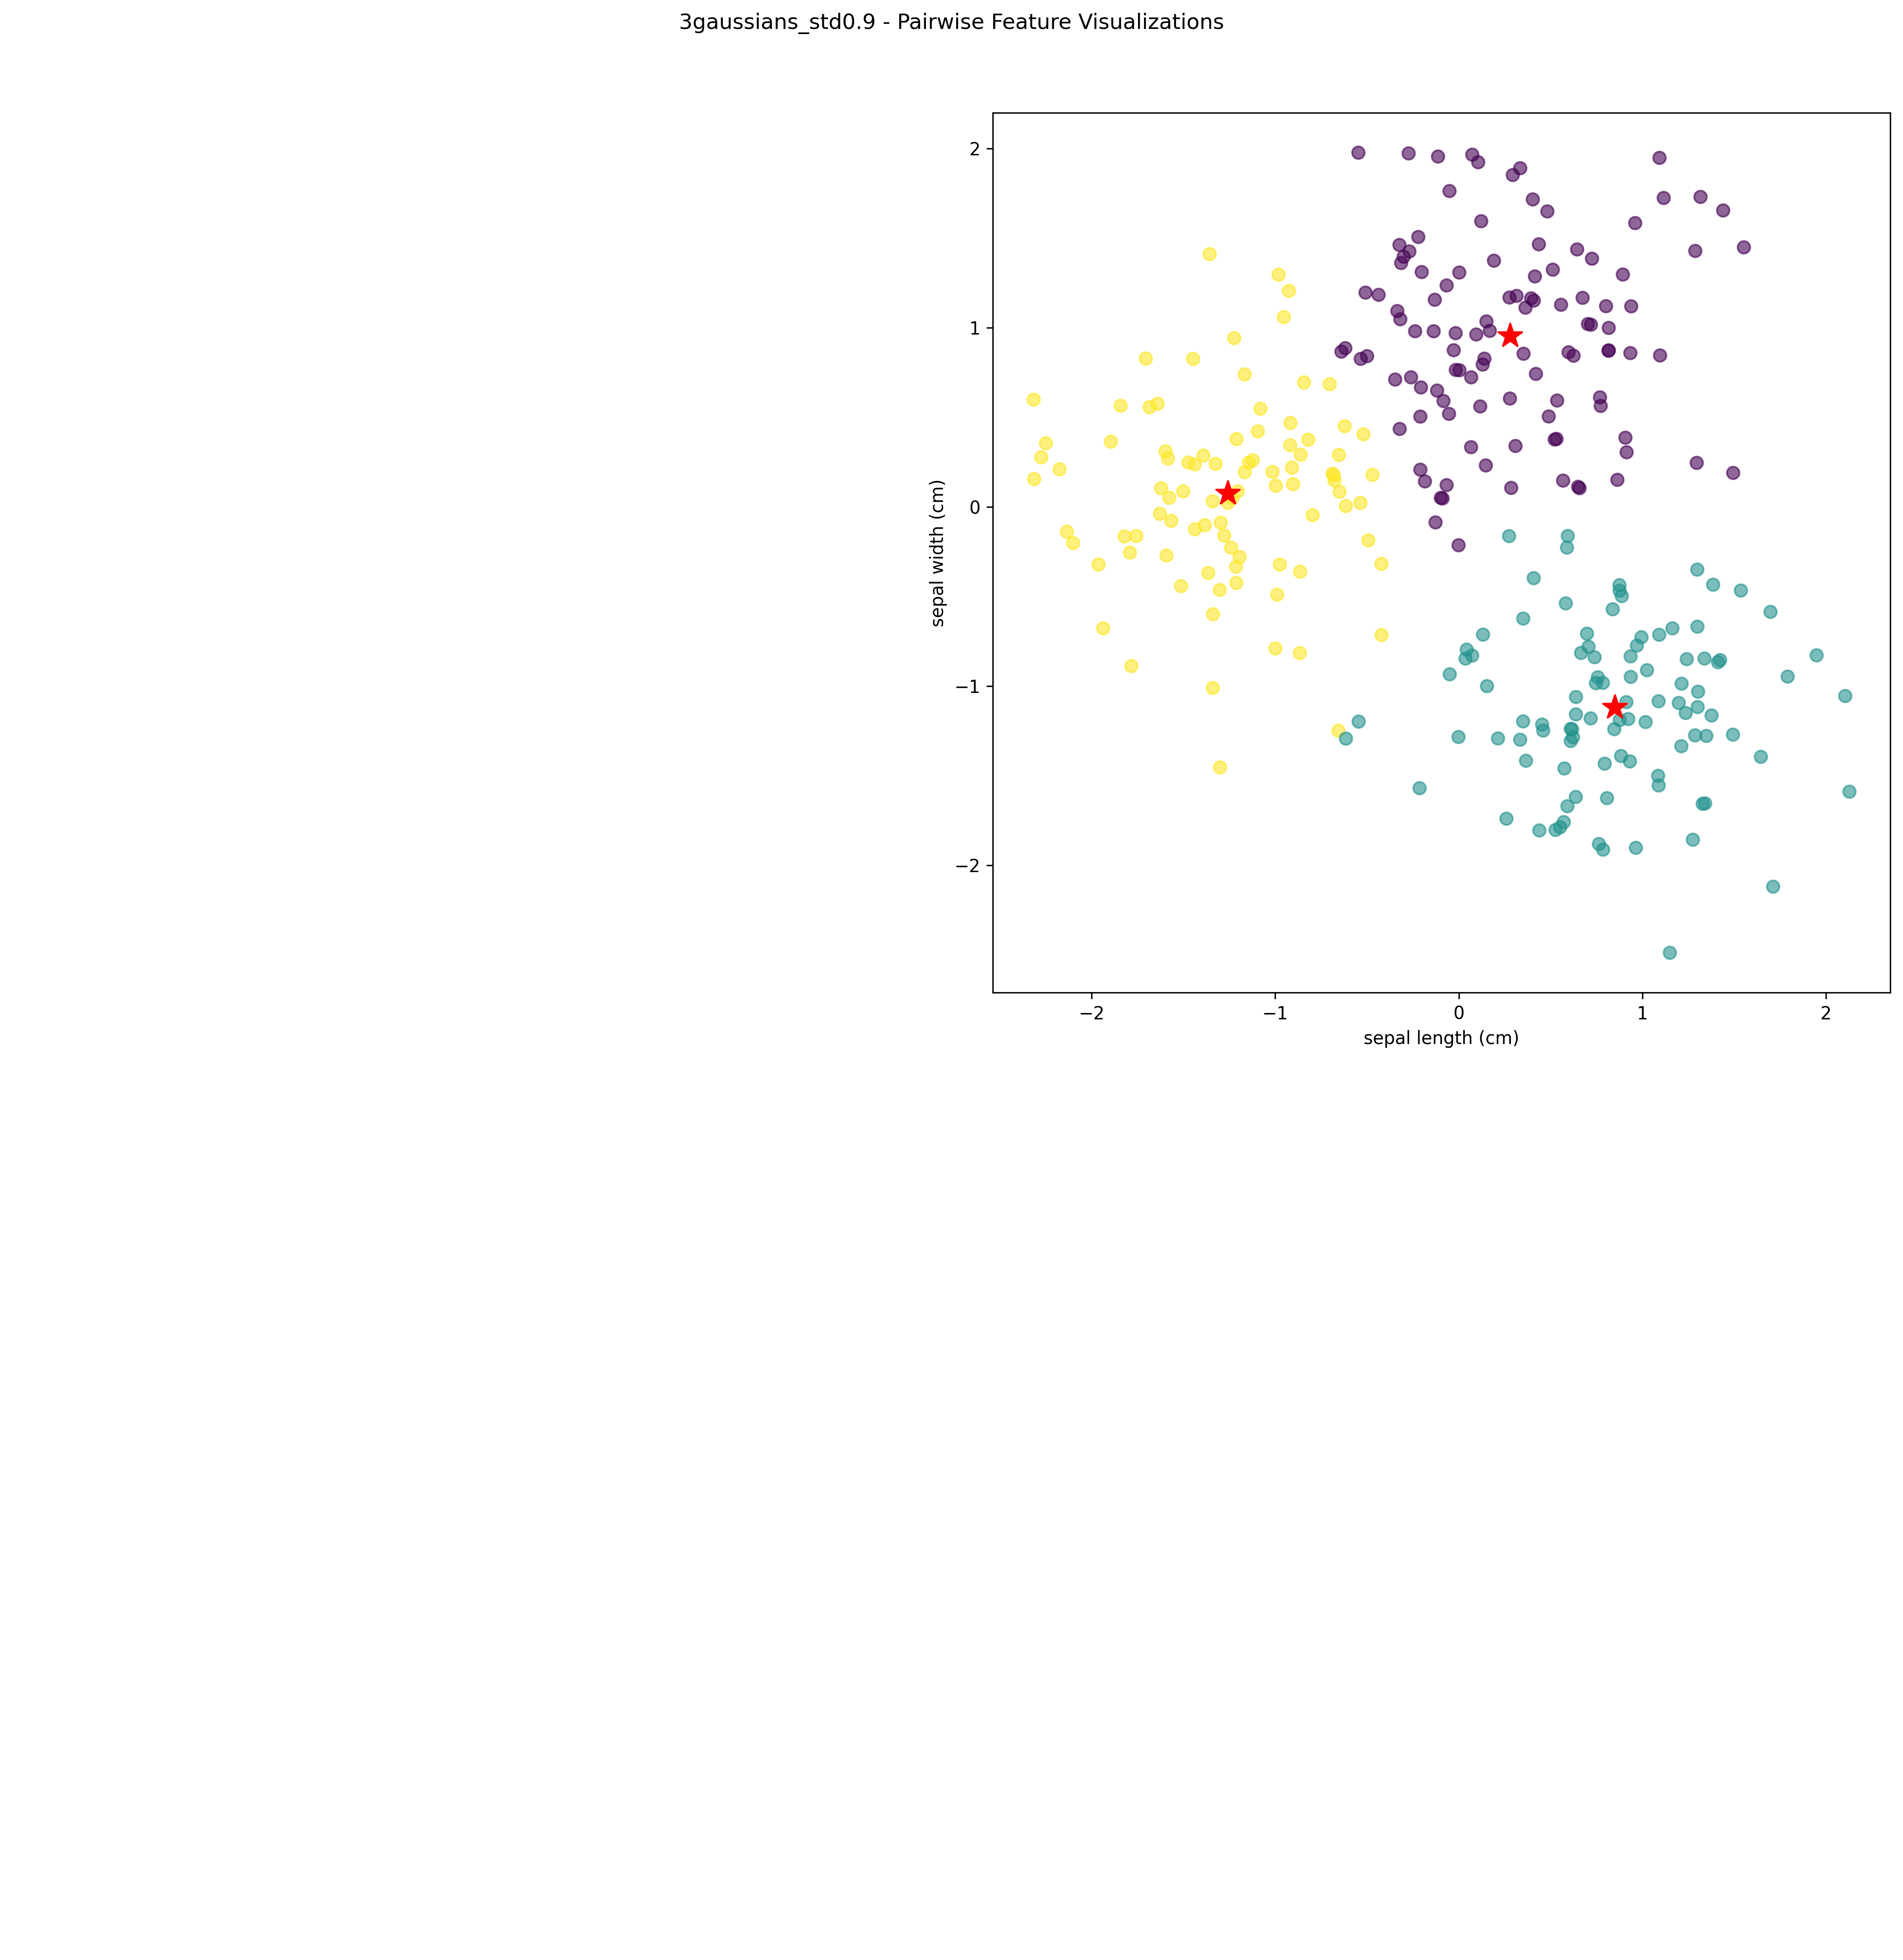 3gaussians_std0.9 - Pairwise Feature Visualizations
2
1
0
−1
−2
sepal width (cm)
−2 −1 0 1 2
sepal length (cm)